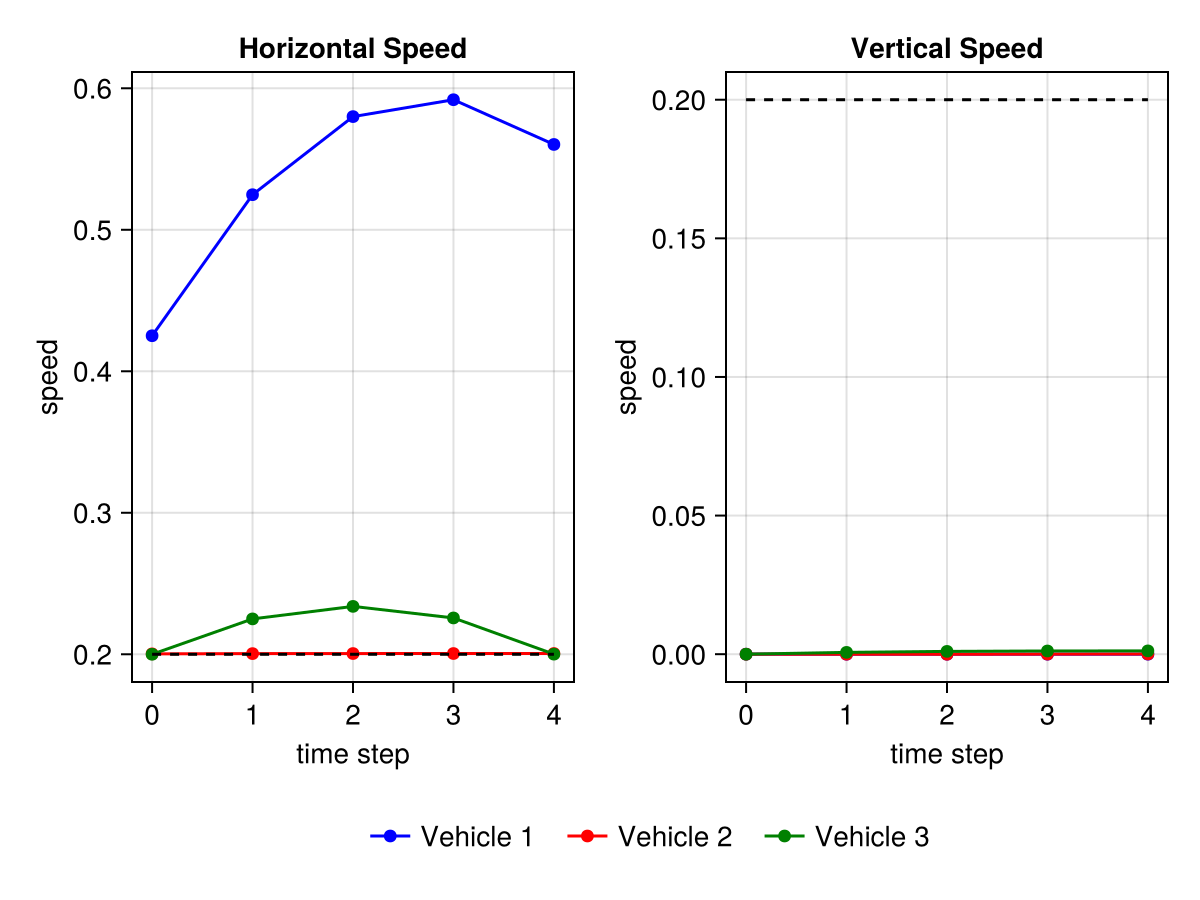 Horizontal Speed
0.6
0.5
0.4
0.3
0.2
speed
0 1 2 3 4
time step
Vertical Speed
0.20
0.15
0.10
0.05
0.00
speed
0 1 2 3 4
time step
Vehicle 1 Vehicle 2 Vehicle 3